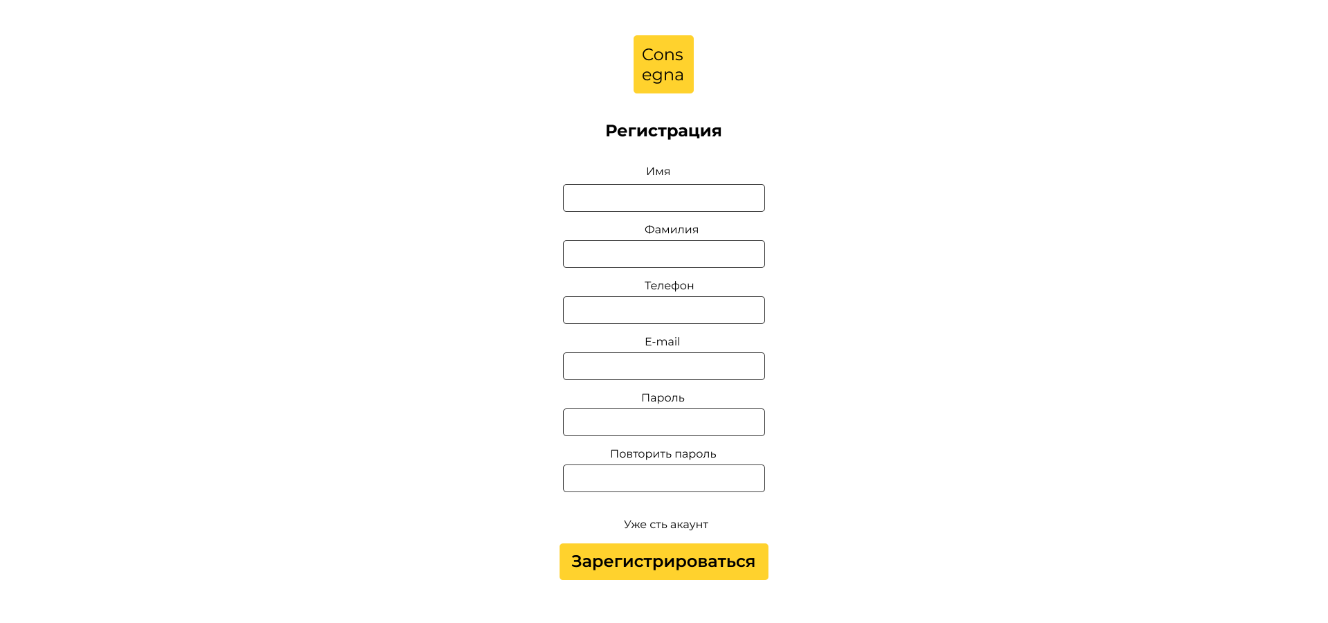 Cons
egna
Регистрация
Имя
Фамилия
Телефон
E-mail
Пароль
Повторить пароль
Уже сть акаунт
Зарегистрироваться